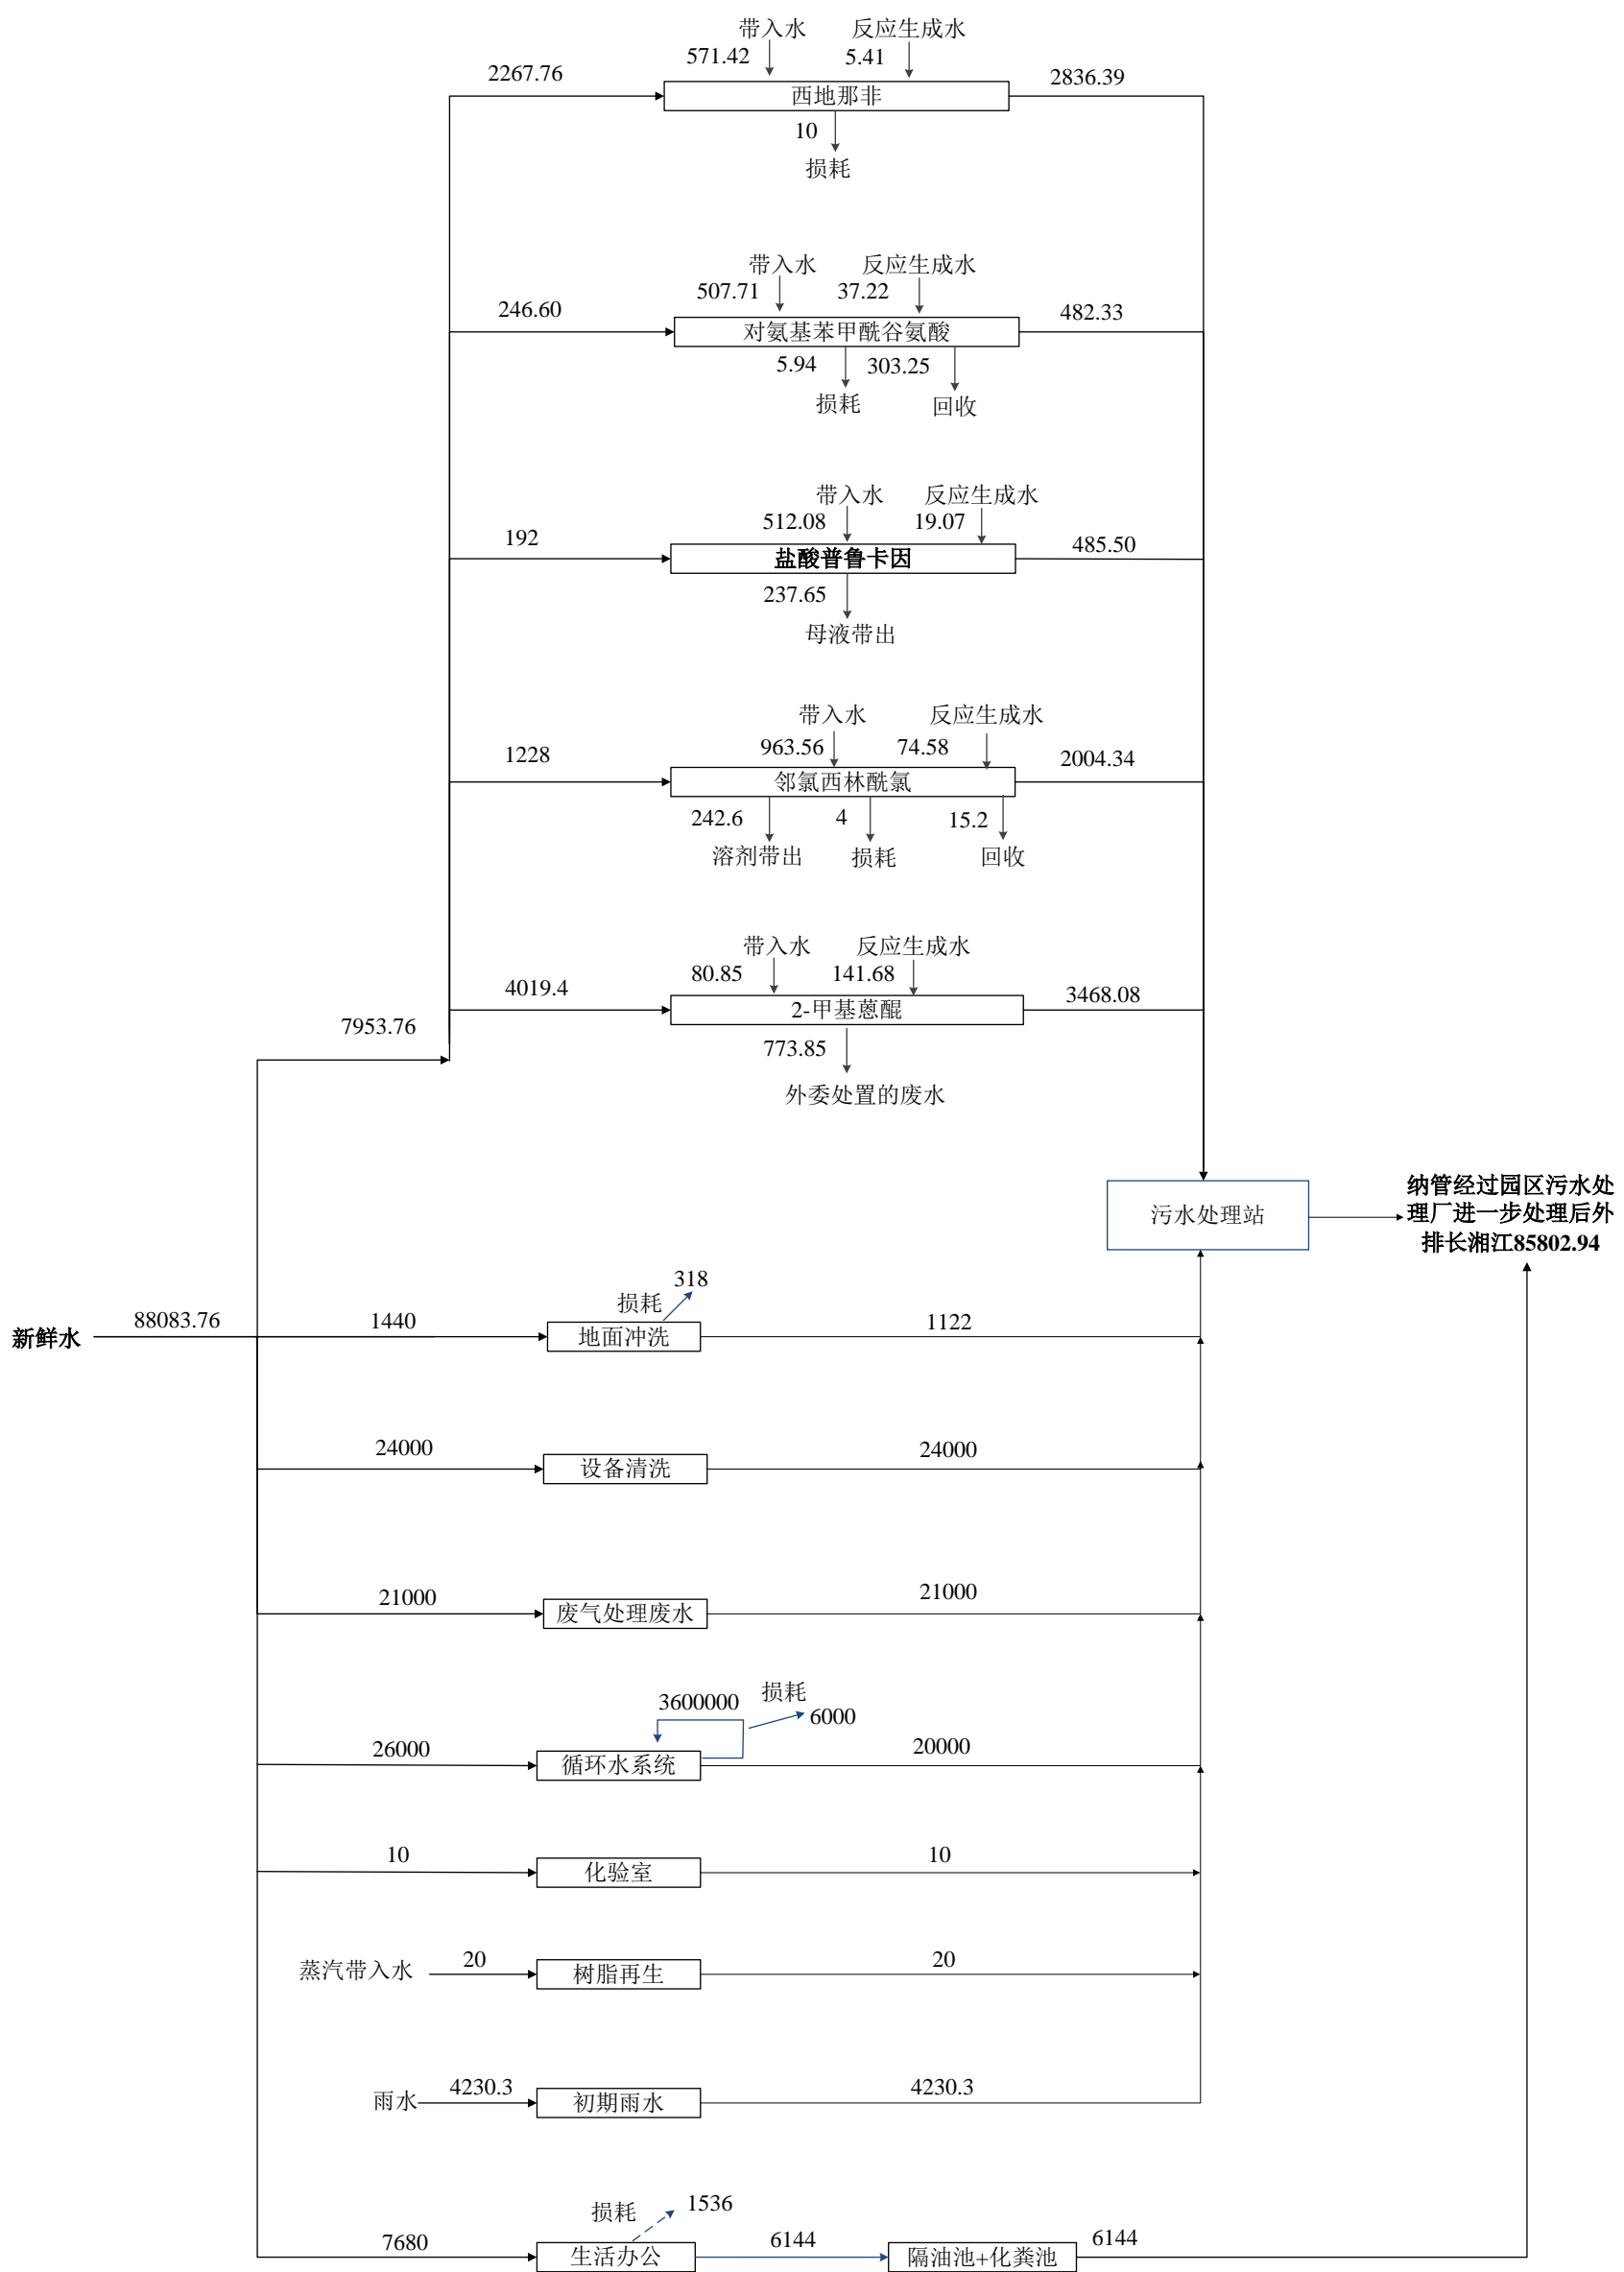 带入水 反应生成水
571.42 5.41
2267.76 2836.39
西地那非
10
损耗
带入水 反应生成水
507.71 37.22
246.60 482.33
对氨基苯甲酰谷氨酸
5.94 303.25
损耗 回收
带入水 反应生成水
512.08 19.07
192 485.50
盐酸普鲁卡因
237.65
母液带出
带入水 反应生成水
963.56 74.58
1228 2004.34
邻氯西林酰氯
242.6 4 15.2
溶剂带出 损耗 回收
带入水 反应生成水
80.85 141.68
4019.4 3468.08
2-甲基蒽醌
7953.76
773.85
外委处置的废水
污水处理站
纳管经过园区污水处
理厂进一步处理后外
排长湘江85802.94
318
损耗
新鲜水 88083.76 1440 1122
地面冲洗
24000 24000
设备清洗
21000 21000
废气处理废水
3600000 损耗
6000
26000 20000
循环水系统
10 10
化验室
蒸汽带入水 20 20
树脂再生
雨水 4230.3 4230.3
初期雨水
损耗 1536
7680 6144 6144
生活办公 隔油池+化粪池